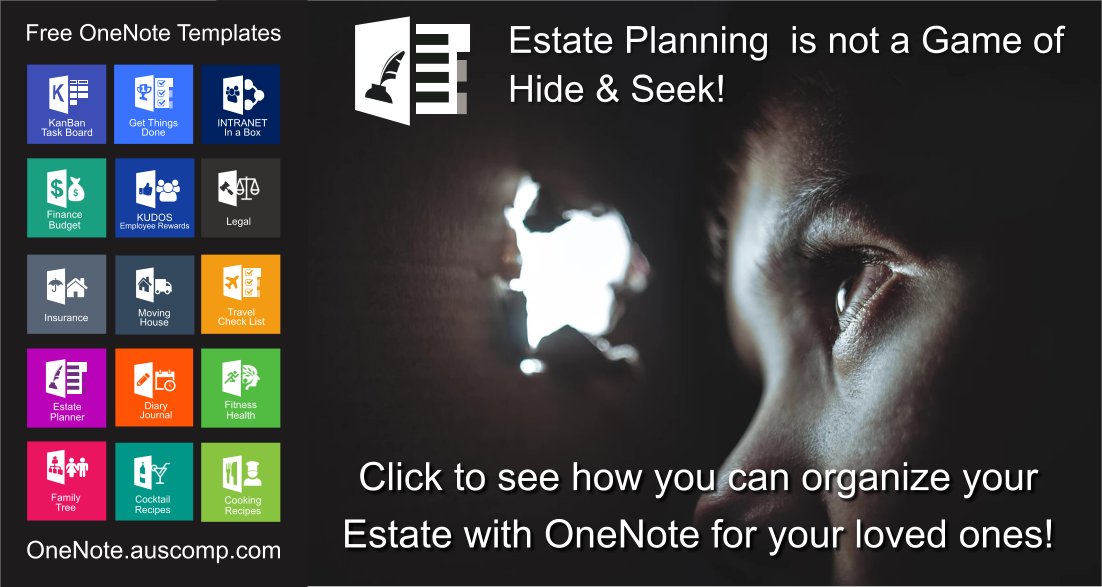 Free OneNote Templates
KanBan
Task Board
Get Things
Done
INTRANET
In a Box
Finance
Budget
KUDOS
Employee Rewards
Legal
Insurance
Moving
House
Travel
Check List
Estate
Planner
Diary
Journal
Fitness
Health
Family
Tree
Cocktail
Recipes
Cooking
Recipes
OneNote.auscomp.com
Estate Planning is not a Game of
Hide & Seek!
Click to see how you can organize your
Estate with OneNote for your loved ones!